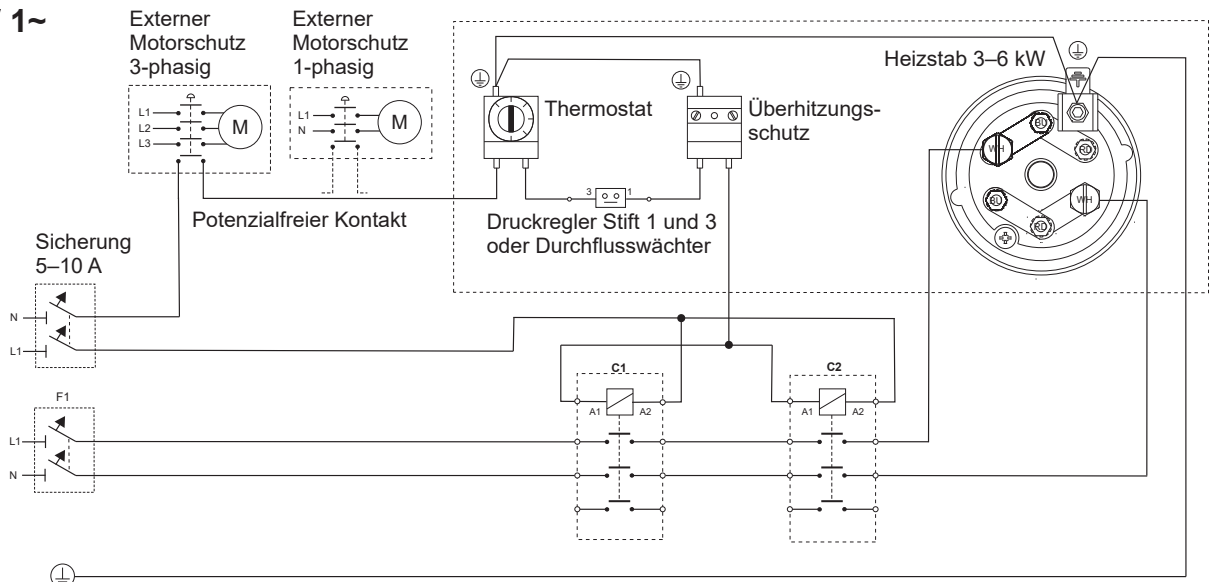 1~
Externer
Motorschutz
3-phasig
Externer
Motorschutz
1-phasig
L1
L2
L3
M
L1
N
M
Potenzialfreier Kontakt
Thermostat
Überhitzungs-
schutz
Heizstab 3–6 kW
BU
WH
RD
BU
WH
RD
3
1
Druckregler Stift 1 und 3
oder Durchflusswächter
Sicherung
5–10 A
N
L1
F1
L1
N
C1
A1
A2
C2
A1
A2